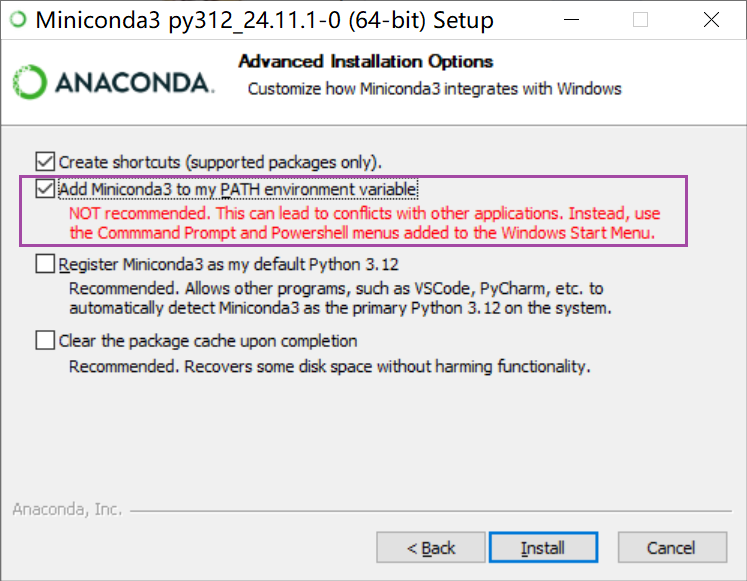 Miniconda3 py312_24.11.1-0 (64-bit) Setup
ANACONDA.
Advanced Installation Options
Customize how Miniconda3 integrates with Windows
Create shortcuts (supported packages only).
Add Miniconda3 to my PATH environment variable
NOT recommended. This can lead to conflicts with other applications. Instead, use
the Commmand Prompt and Powershell menus added to the Windows Start Menu.
Register Miniconda3 as my default Python 3.12
Recommended. Allows other programs, such as VSCode, PyCharm, etc. to
automatically detect Miniconda3 as the primary Python 3.12 on the system.
Clear the package cache upon completion
Recommended. Recovers some disk space without harming functionality.
Anaconda, Inc.
< Back
Install
Cancel